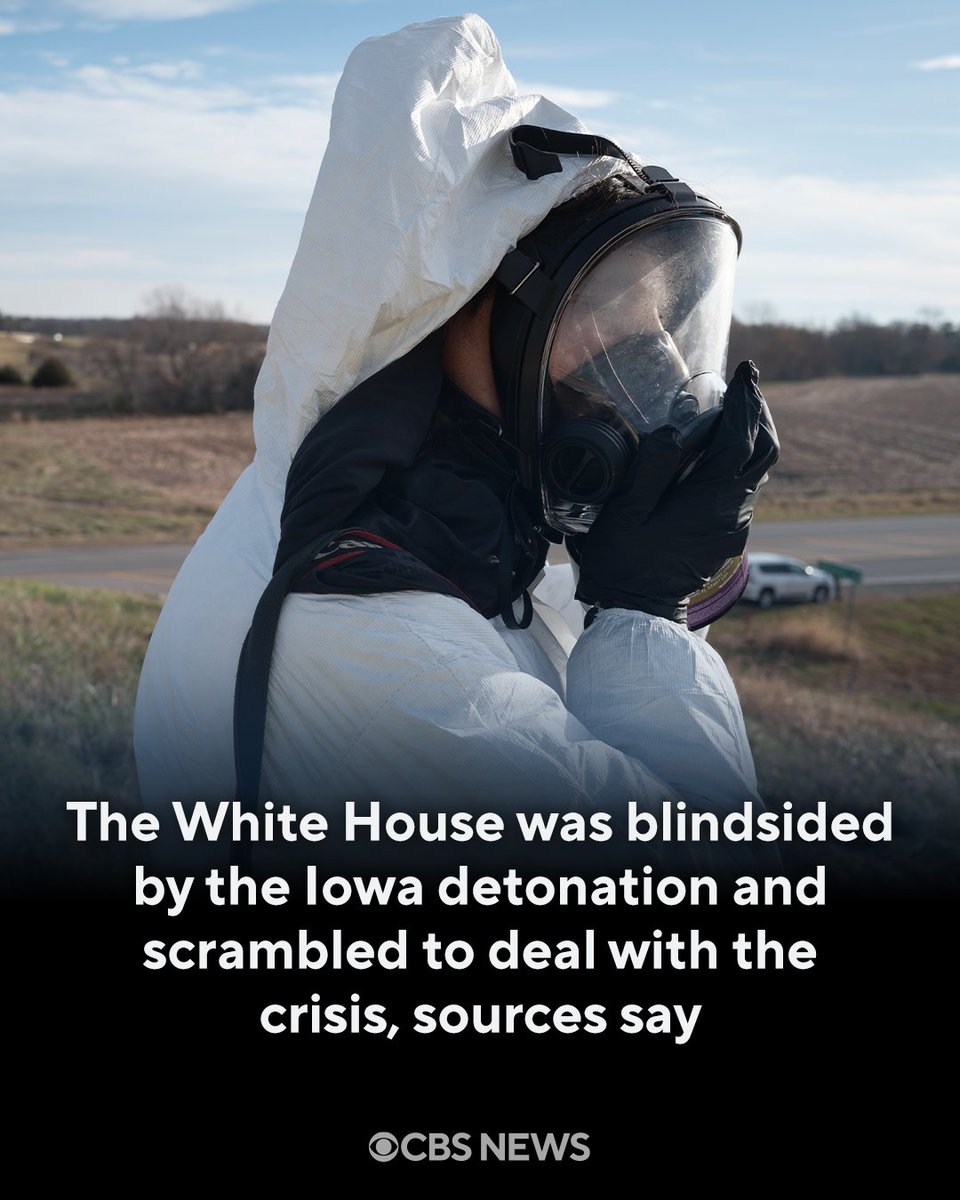 The White House was blindsided
by the Iowa detonation and
scrambled to deal with the
crisis, sources say
CBS NEWS